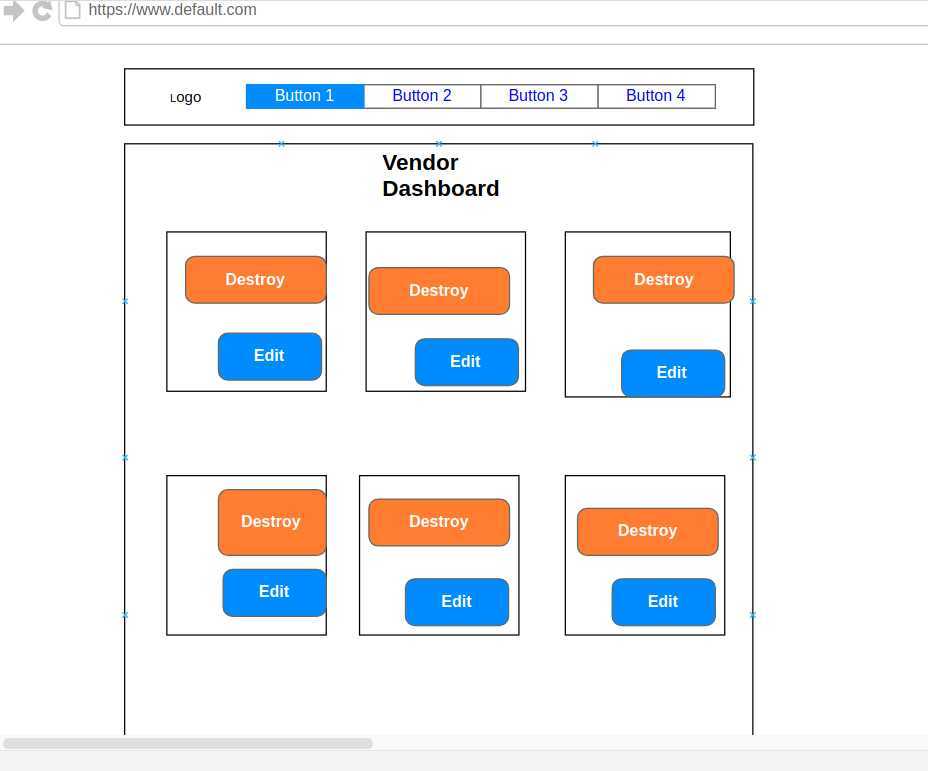 https://www.default.com
Logo
Button 1 Button 2 Button 3 Button 4
Vendor
Dashboard
Destroy Destroy Destroy
Edit Edit Edit
Destroy Destroy Destroy
Edit Edit Edit